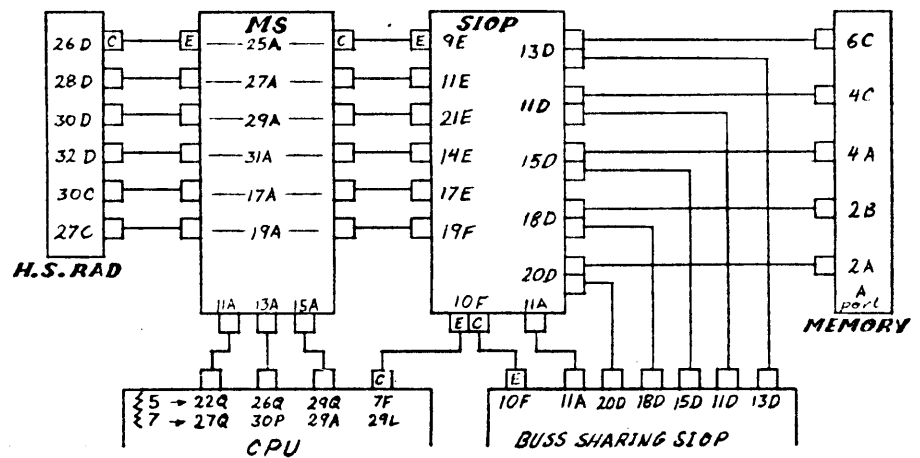 MS
SIOP
26D C E 25A C E 9E 13D 6C
28D 27A 11E
30D 29A 21E 11D 4C
32D 31A 14E 15D 4A
30C 17A 17E 18D 2B
27C 19A 19F 20D 2A
H.S.RAD
A port
MEMORY
11A 13A 15A
10F 11A
E C
C E
5 → 22Q 26Q 29Q 7F
7 → 27Q 30P 29A 29L
CPU
10F 11A 20D 18D 15D 11D 13D
BUSS SHARING SIOP